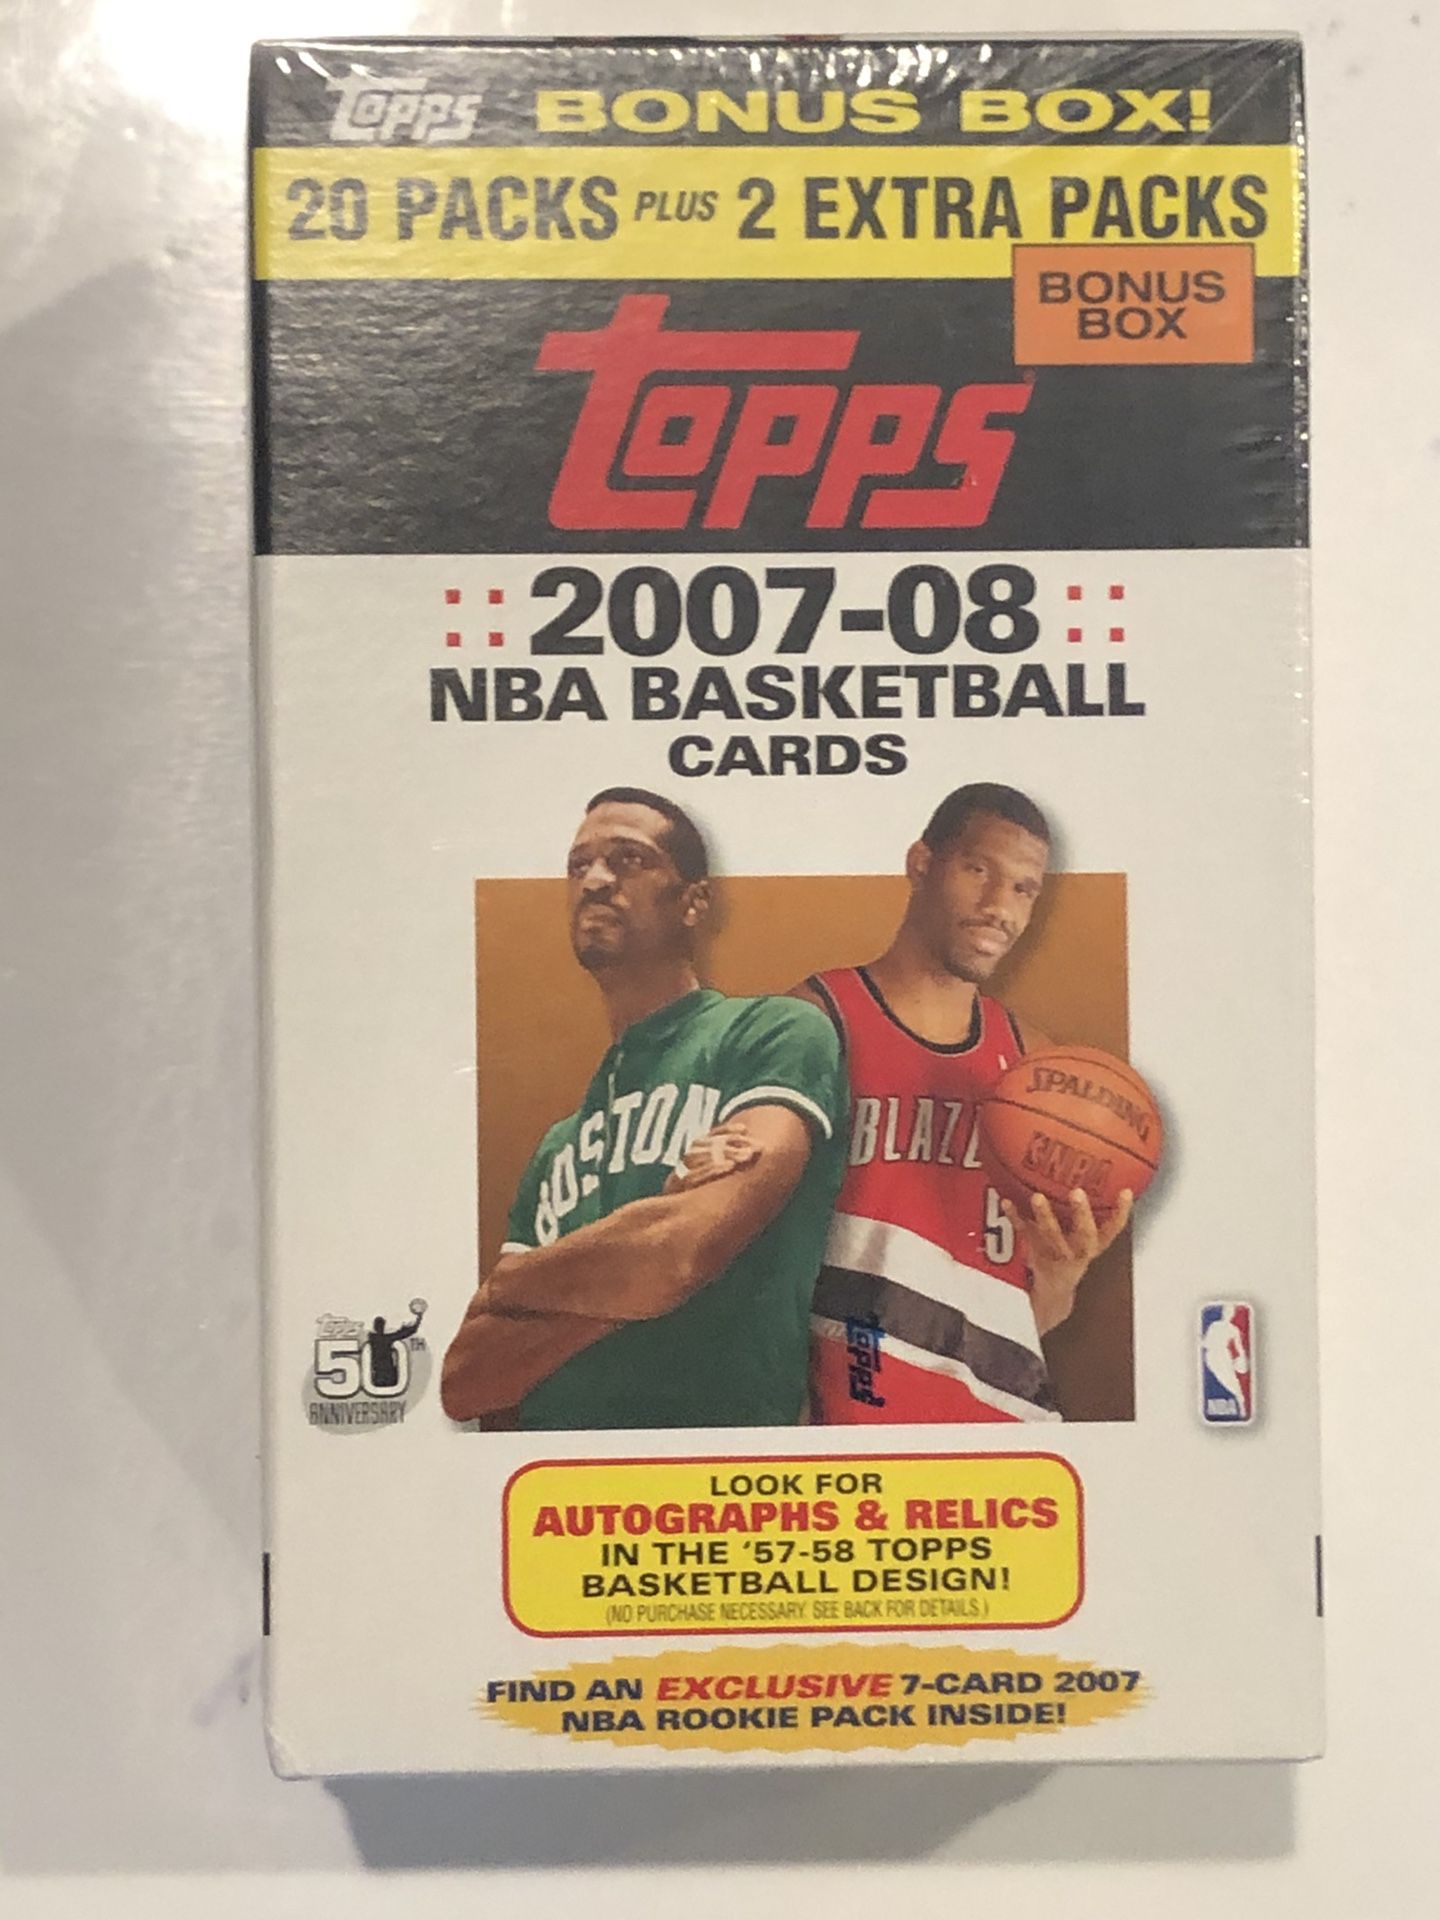 Topps BONUS BOX!
20 PACKS PLUS 2 EXTRA PACKS
BONUS
BOX
Topps
2007-08
NBA BASKETBALL
CARDS
BOSTON
BLAZE
5
SPALDING
NBA
Topps
Topps
50TH
ANNIVERSARY
NBA
LOOK FOR
AUTOGRAPHS & RELICS
IN THE '57-58 TOPPS
BASKETBALL DESIGN!
(NO PURCHASE NECESSARY. SEE BACK FOR DETAILS.)
FIND AN EXCLUSIVE 7-CARD 2007
NBA ROOKIE PACK INSIDE!